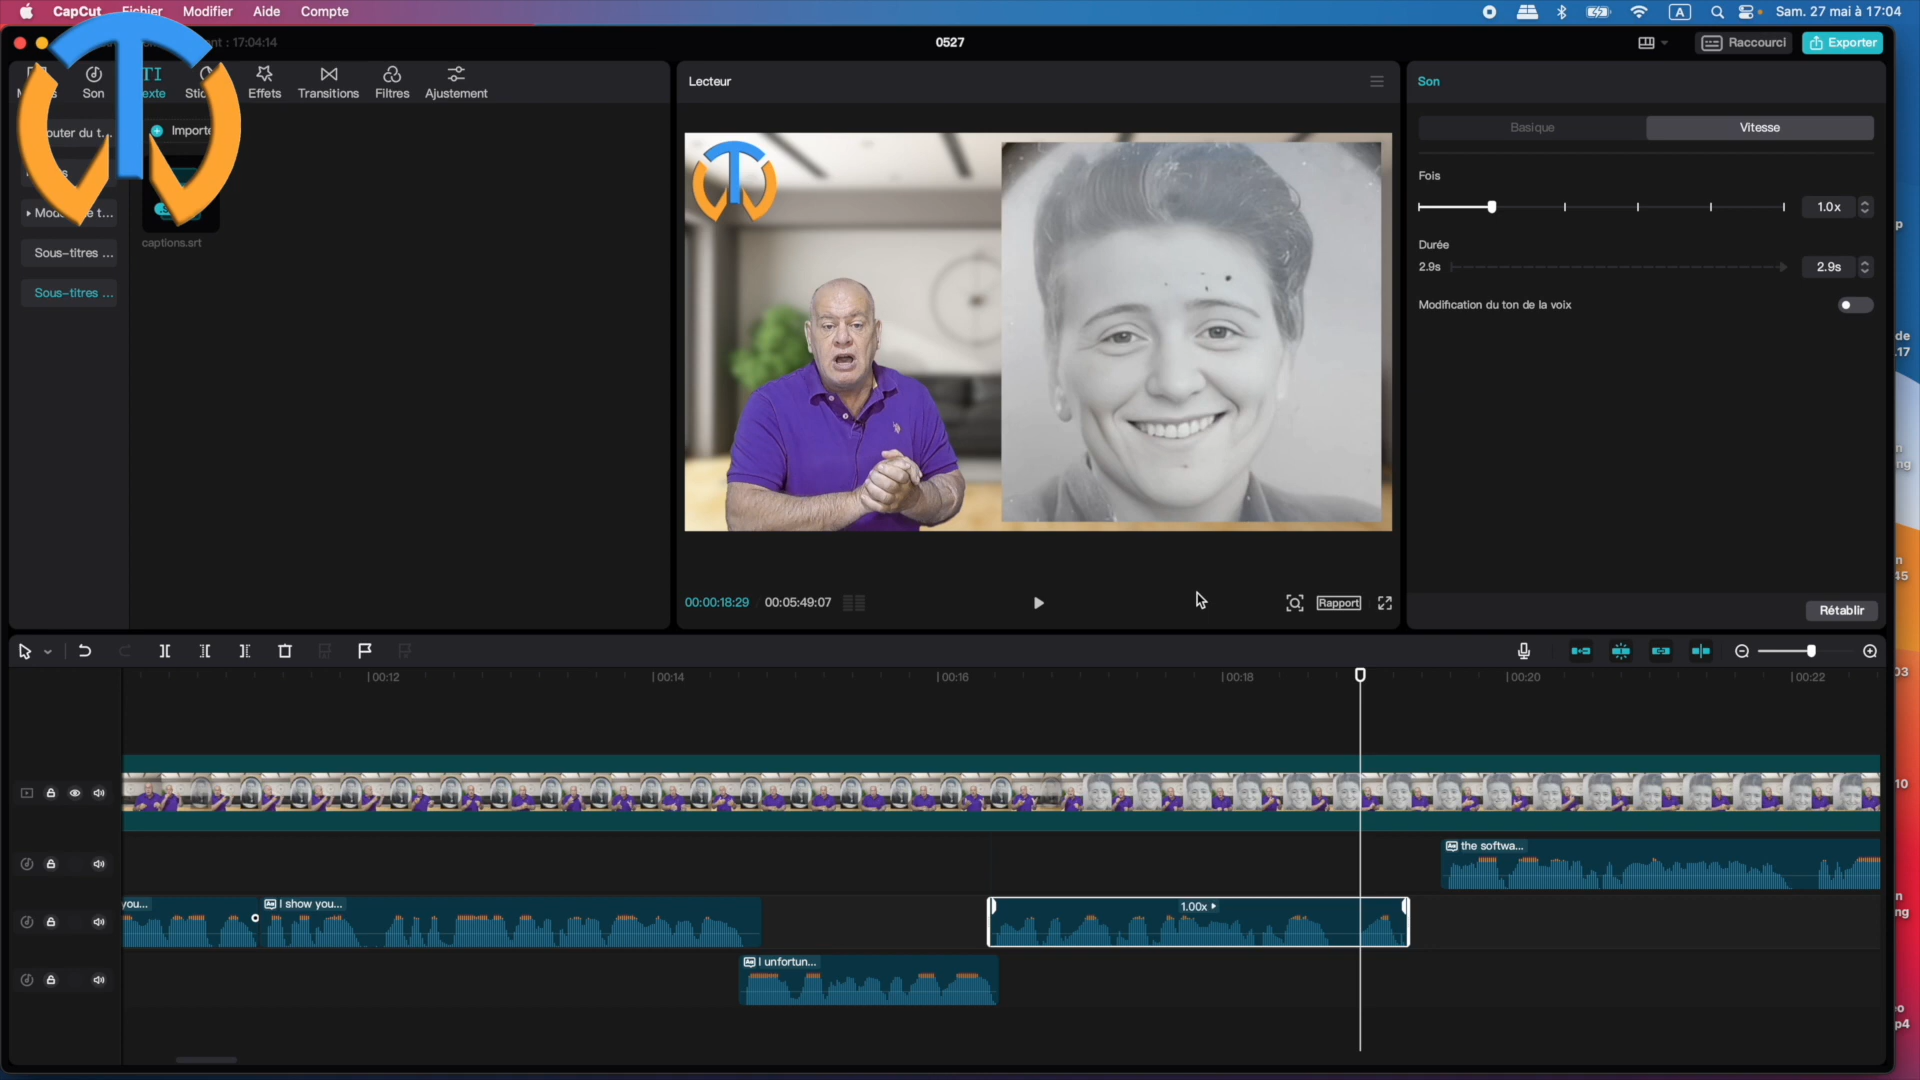 CapCut Fichier Modifier Aide Compte
A
Sam. 27 mai à 17:04
nt : 17:04:14
0527
Raccourci
Exporter
Son
Effets
Transitions
Filtres
Ajustement
outer du t...
Importe
Sous-titres ...
Sous-titres ...
captions.srt
Lecteur
00:00:18:29
00:05:49:07
Rapport
Son
Basique
Vitesse
Fois
1.0x
Durée
2.9s
2.9s
Modification du ton de la voix
Rétablir
00:12
00:14
00:16
00:18
00:20
00:22
the softwa...
you...
I show you...
1.00x
I unfortun...